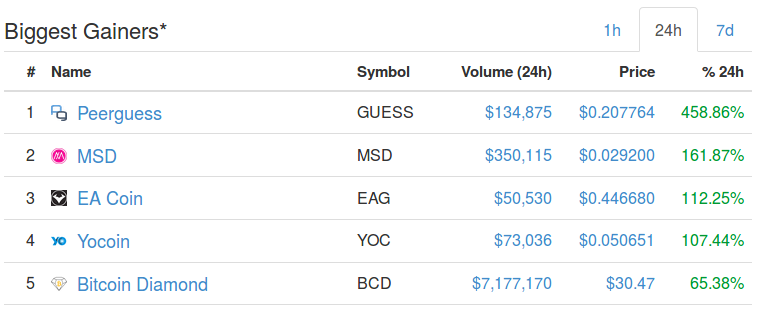 Biggest Gainers* 1h 24h 7d
# Name Symbol Volume (24h) Price % 24h
1 Peerguess GUESS $134,875 $0.207764 458.86%
2 MSD MSD $350,115 $0.029200 161.87%
3 EA Coin EAG $50,530 $0.446680 112.25%
4 YO Yocoin YOC $73,036 $0.050651 107.44%
5 Bitcoin Diamond BCD $7,177,170 $30.47 65.38%